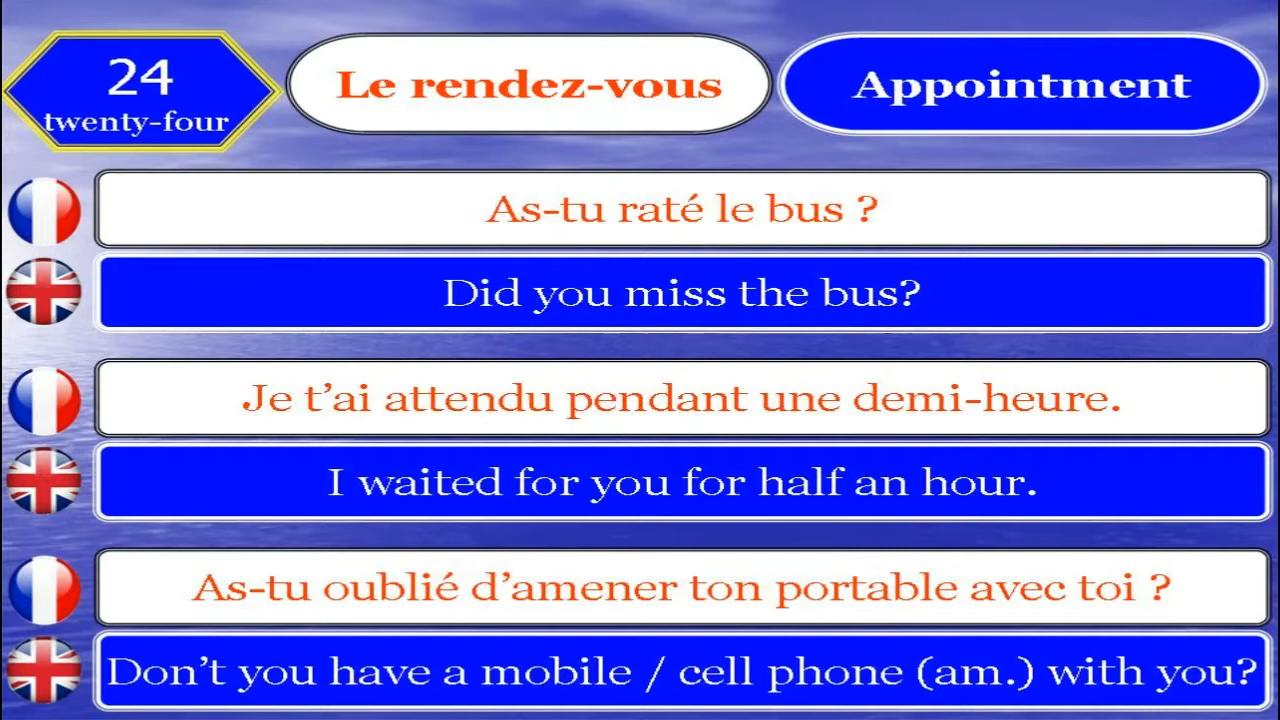 24
twenty-four
Le rendez-vous
Appointment
As-tu raté le bus ?
Did you miss the bus?
Je t’ai attendu pendant une demi-heure.
I waited for you for half an hour.
As-tu oublié d’amener ton portable avec toi ?
Don’t you have a mobile / cell phone (am.) with you?